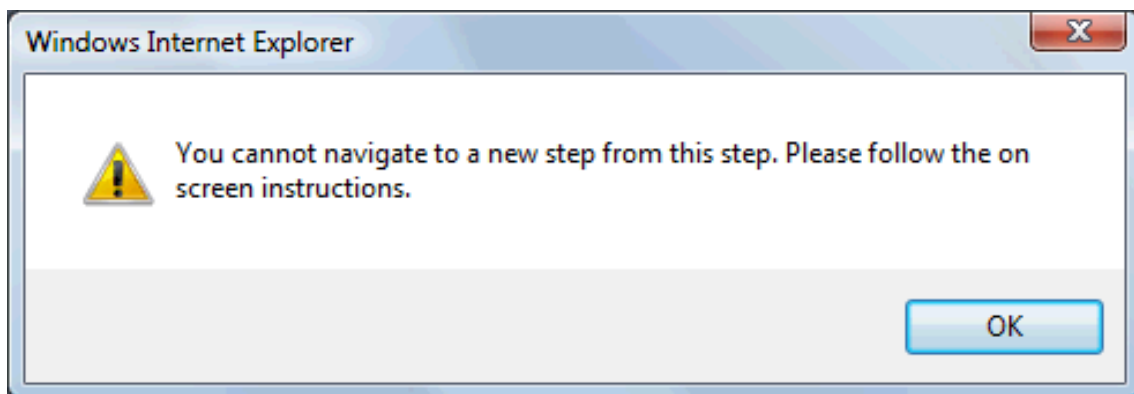 Windows Internet Explorer
You cannot navigate to a new step from this step. Please follow the on
screen instructions.
OK